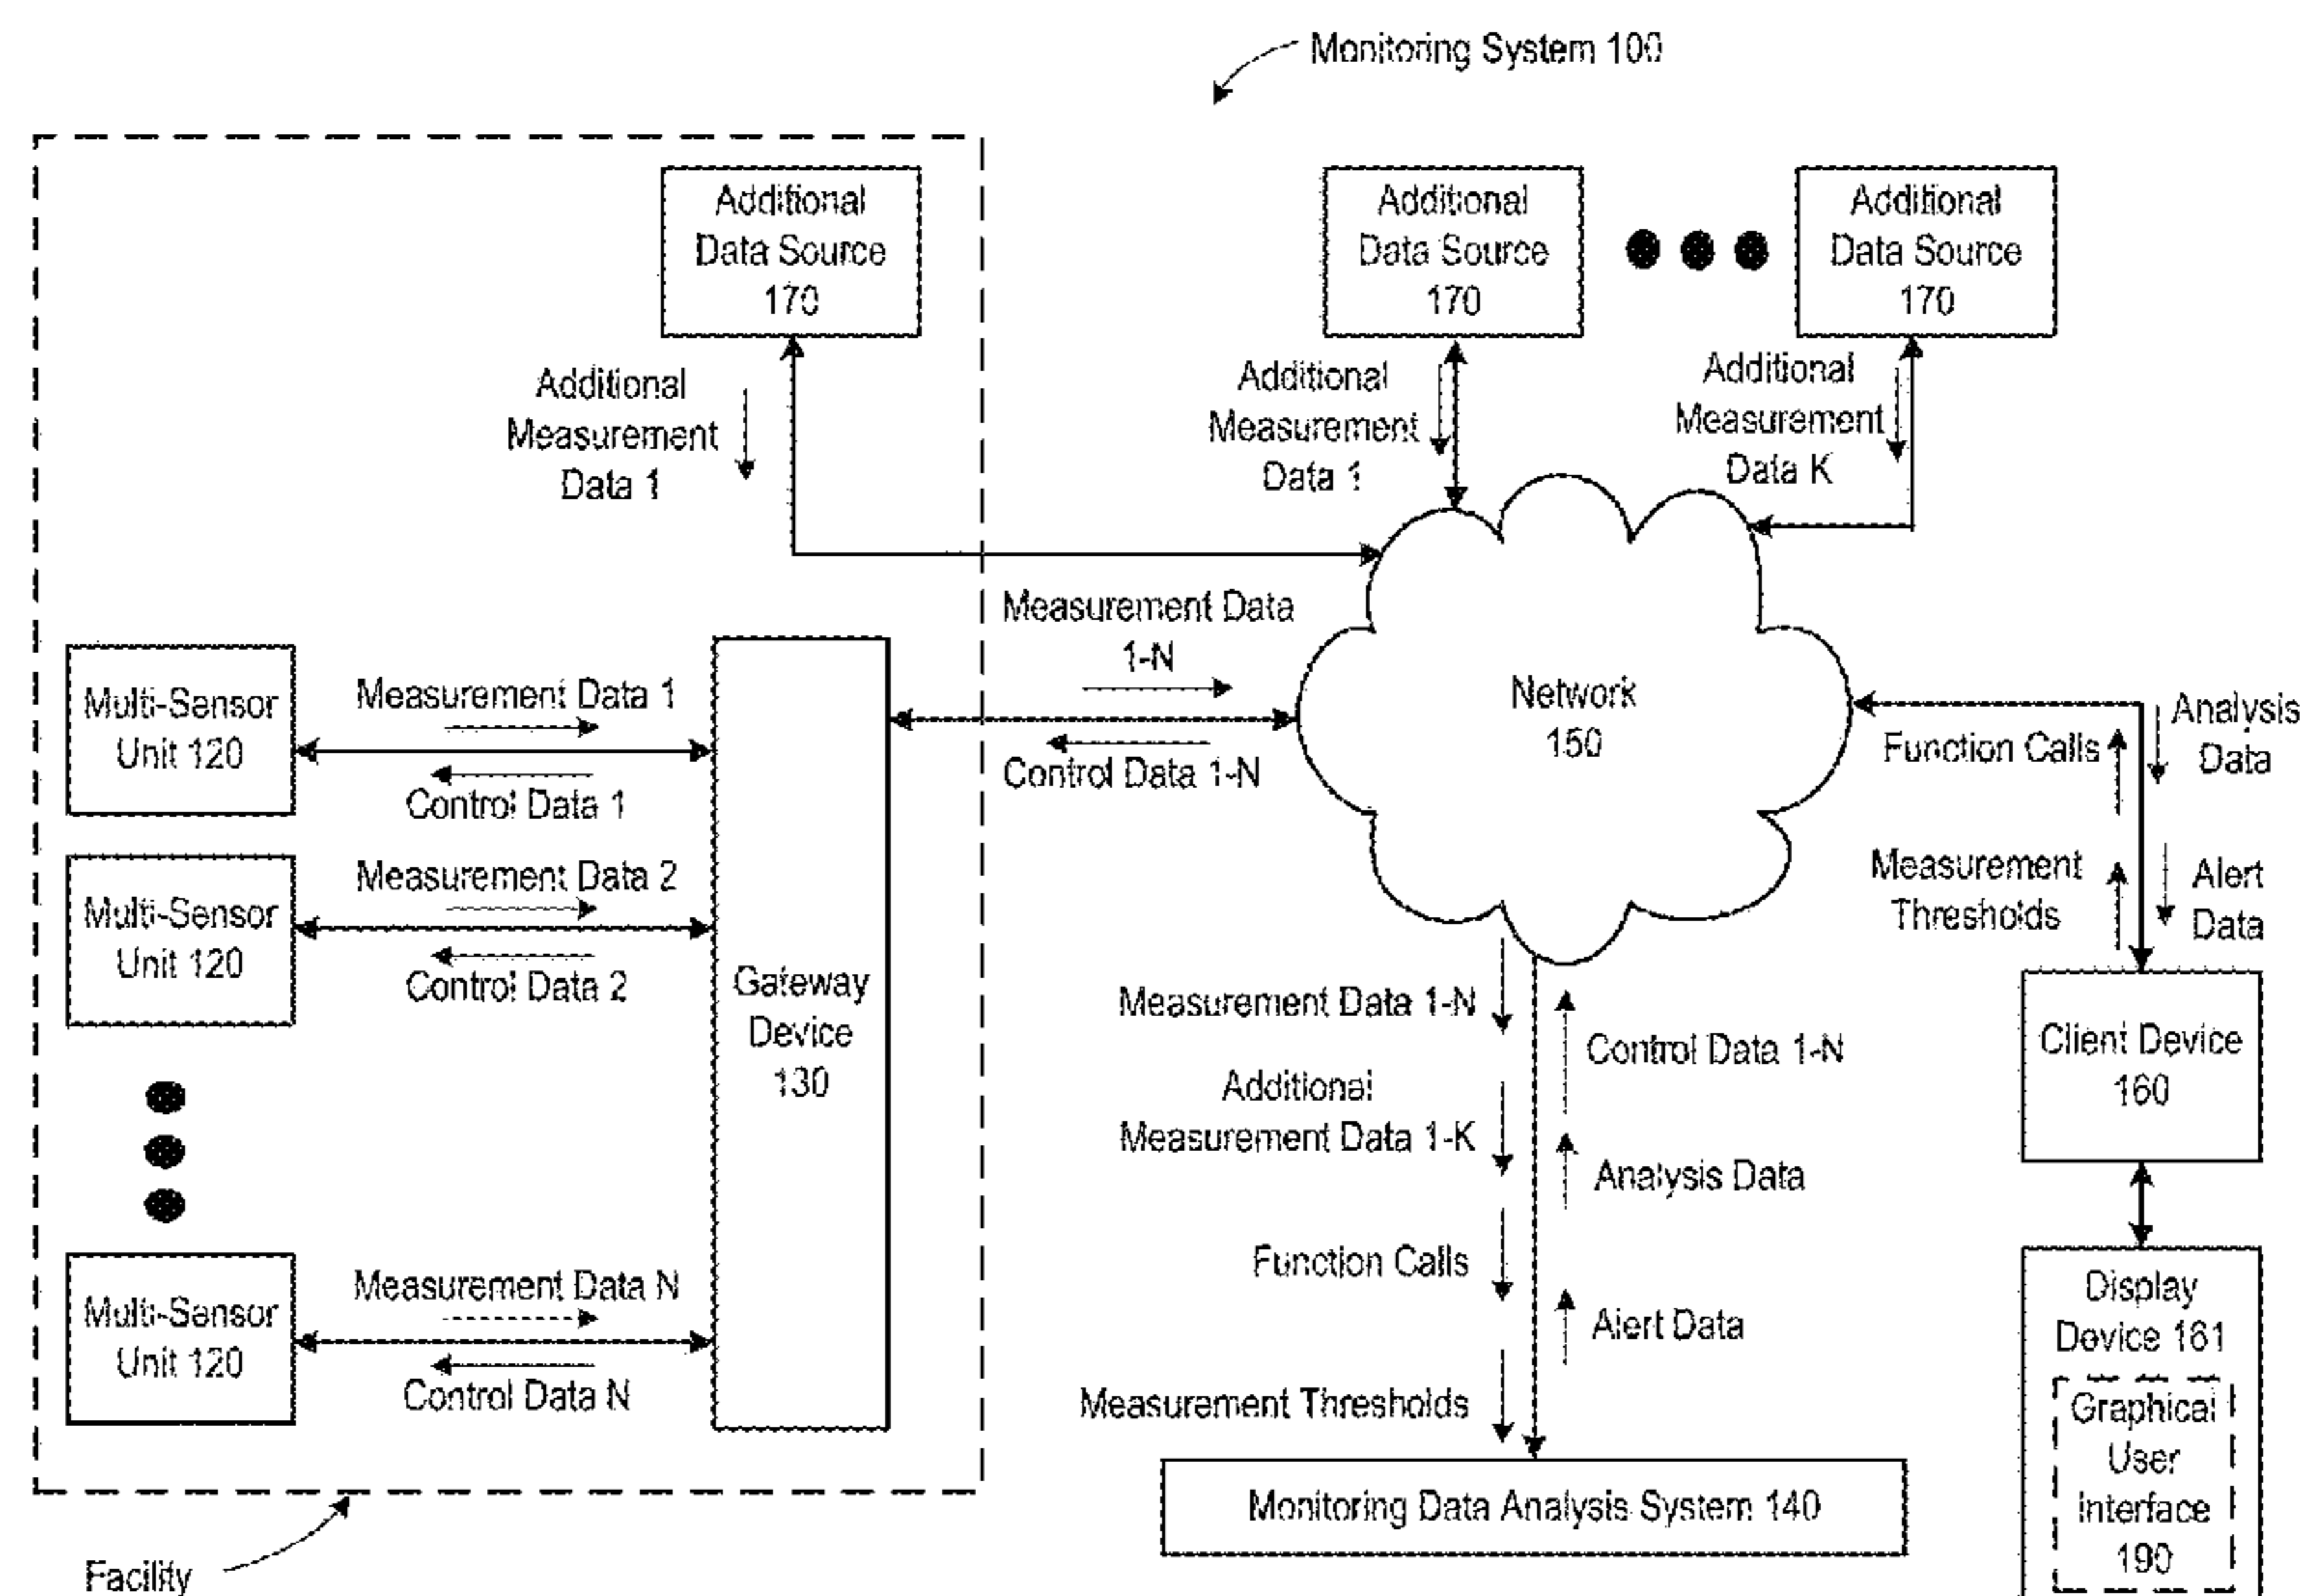 Monitoring System 100
Additional
Data Source
170
Additional
Data Source
170
Additional
Data Source
170
Additional
Measurement
Data 1
Additional
Measurement
Data 1
Additional
Measurement
Data K
Measurement Data
1-N
Control Data 1-N
Multi-Sensor
Unit 120
Measurement Data 1
Control Data 1
Multi-Sensor
Unit 120
Measurement Data 2
Control Data 2
Multi-Sensor
Unit 120
Measurement Data N
Control Data N
Gateway
Device
130
Network
150
Function Calls
Analysis
Data
Measurement
Thresholds
Alert
Data
Measurement Data 1-N
Additional
Measurement Data 1-K
Function Calls
Measurement Thresholds
Control Data 1-N
Analysis Data
Alert Data
Client Device
160
Display
Device 161
Graphical
User
Interface
190
Monitoring Data Analysis System 140
Facility